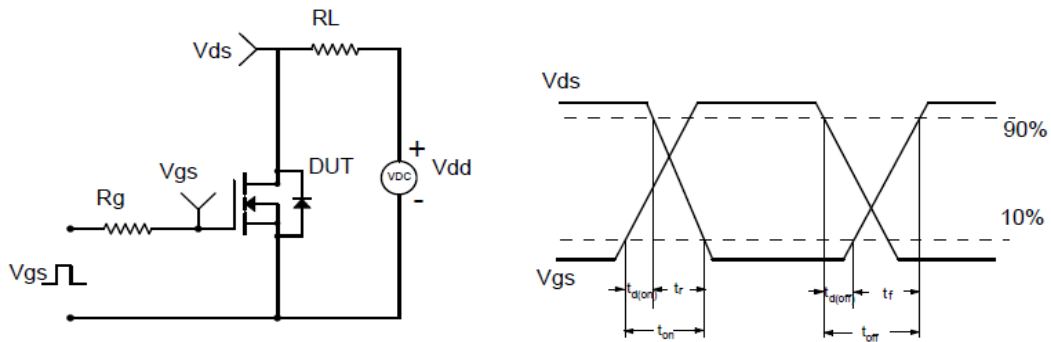 RL
Vds
Vgs
DUT
VDC
+
-
Vdd
Rg
Vgs
Vds
90%
10%
Vgs
td(on)
tr
td(off)
tf
ton
toff